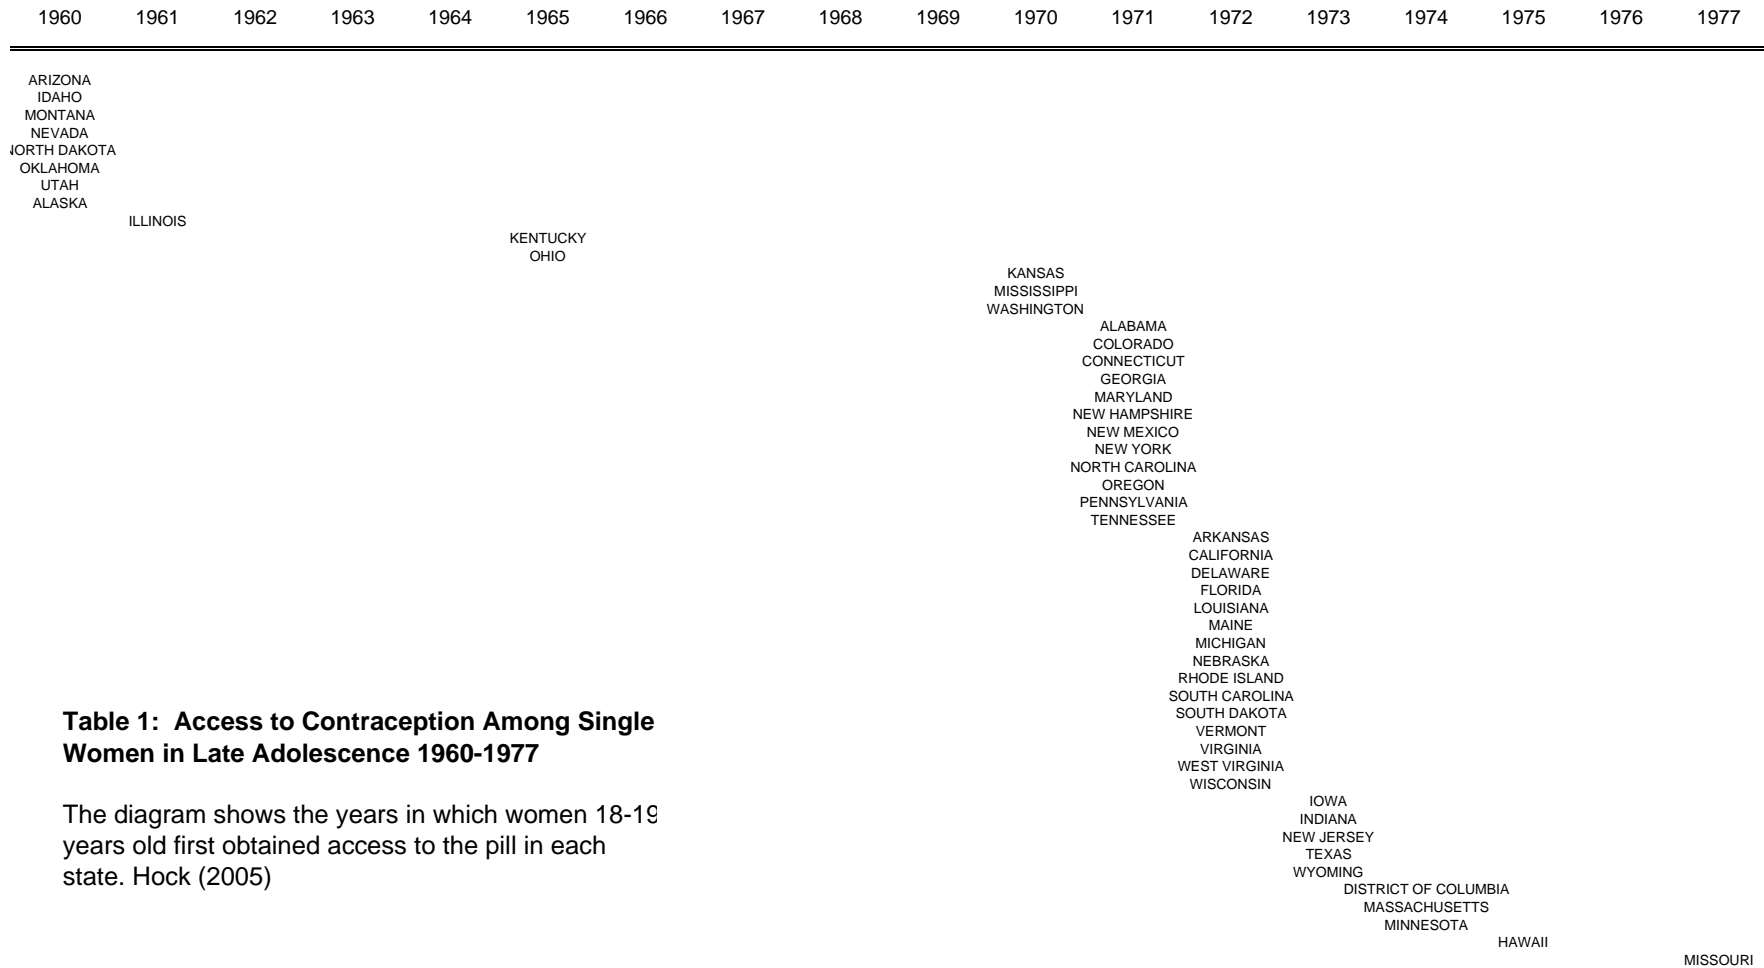 1960 1961 1962 1963 1964 1965 1966 1967 1968 1969 1970 1971 1972 1973 1974 1975 1976 1977
ARIZONA
IDAHO
MONTANA
NEVADA
NORTH DAKOTA
OKLAHOMA
UTAH
ALASKA
ILLINOIS
KENTUCKY
OHIO
KANSAS
MISSISSIPPI
WASHINGTON
ALABAMA
COLORADO
CONNECTICUT
GEORGIA
MARYLAND
NEW HAMPSHIRE
NEW MEXICO
NEW YORK
NORTH CAROLINA
OREGON
PENNSYLVANIA
TENNESSEE
ARKANSAS
CALIFORNIA
DELAWARE
FLORIDA
LOUISIANA
MAINE
MICHIGAN
NEBRASKA
RHODE ISLAND
SOUTH CAROLINA
SOUTH DAKOTA
VERMONT
VIRGINIA
WEST VIRGINIA
WISCONSIN
IOWA
INDIANA
NEW JERSEY
TEXAS
WYOMING
DISTRICT OF COLUMBIA
MASSACHUSETTS
MINNESOTA
HAWAII
MISSOURI
Table 1: Access to Contraception Among Single
Women in Late Adolescence 1960-1977
The diagram shows the years in which women 18-19
years old first obtained access to the pill in each
state. Hock (2005)